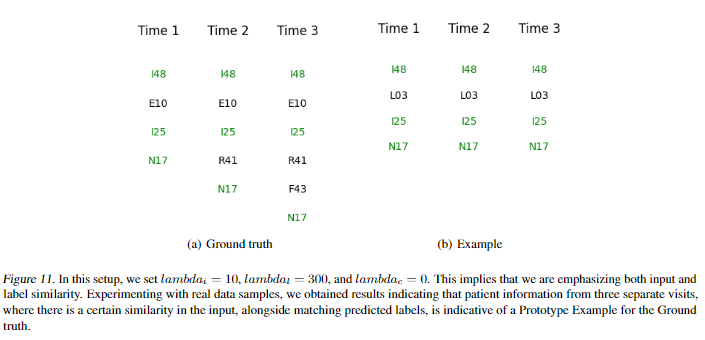 Time 1 Time 2 Time 3
I48 I48 I48
E10 E10 E10
I25 I25 I25
N17 R41 R41
N17 F43
N17
(a) Ground truth
Time 1 Time 2 Time 3
I48 I48 I48
L03 L03 L03
I25 I25 I25
N17 N17 N17
(b) Example
Figure 11. In this setup, we set lambda_i = 10, lambda_l = 300, and lambda_c = 0. This implies that we are emphasizing both input and
label similarity. Experimenting with real data samples, we obtained results indicating that patient information from three separate visits,
where there is a certain similarity in the input, alongside matching predicted labels, is indicative of a Prototype Example for the Ground
truth.